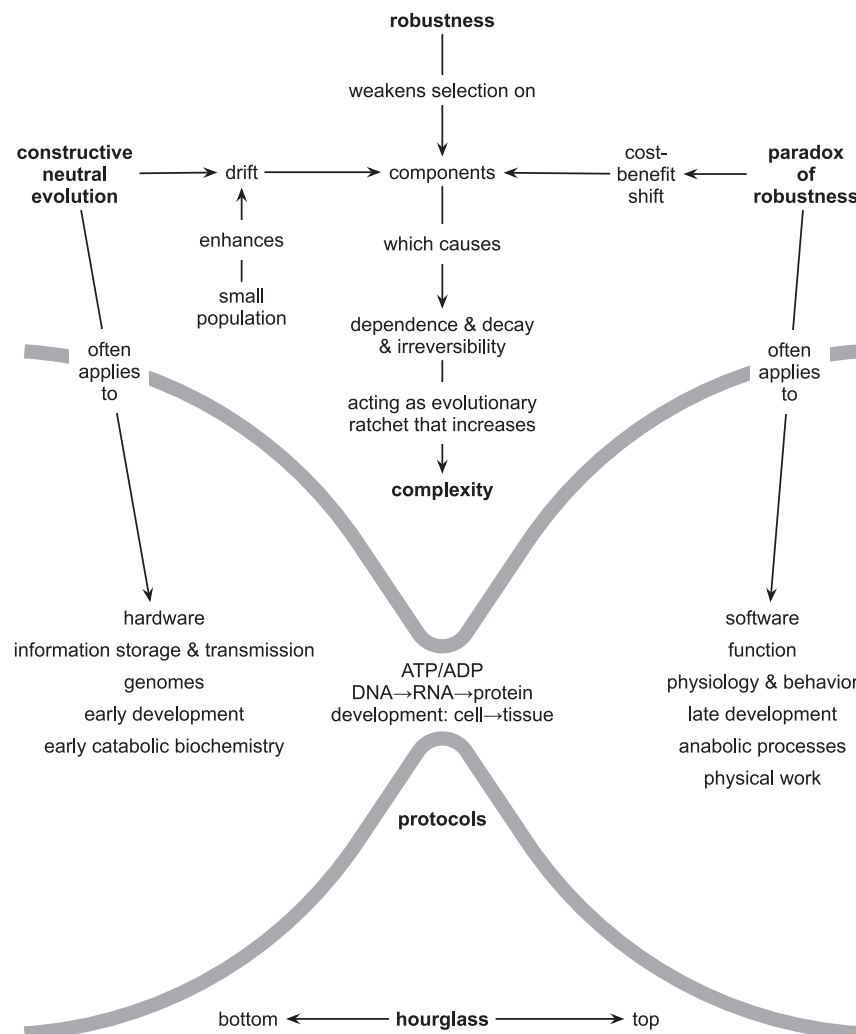 robustness
weakens selection on
constructive
neutral
evolution
drift
components
cost-
benefit
shift
paradox
of
robustness
enhances
which causes
small
population
dependence & decay
& irreversibility
often
applies
to
often
applies
to
acting as evolutionary
ratchet that increases
complexity
hardware
information storage & transmission
genomes
early development
early catabolic biochemistry
ATP/ADP
DNA→RNA→protein
development: cell→tissue
software
function
physiology & behavior
late development
anabolic processes
physical work
protocols
bottom
hourglass
top